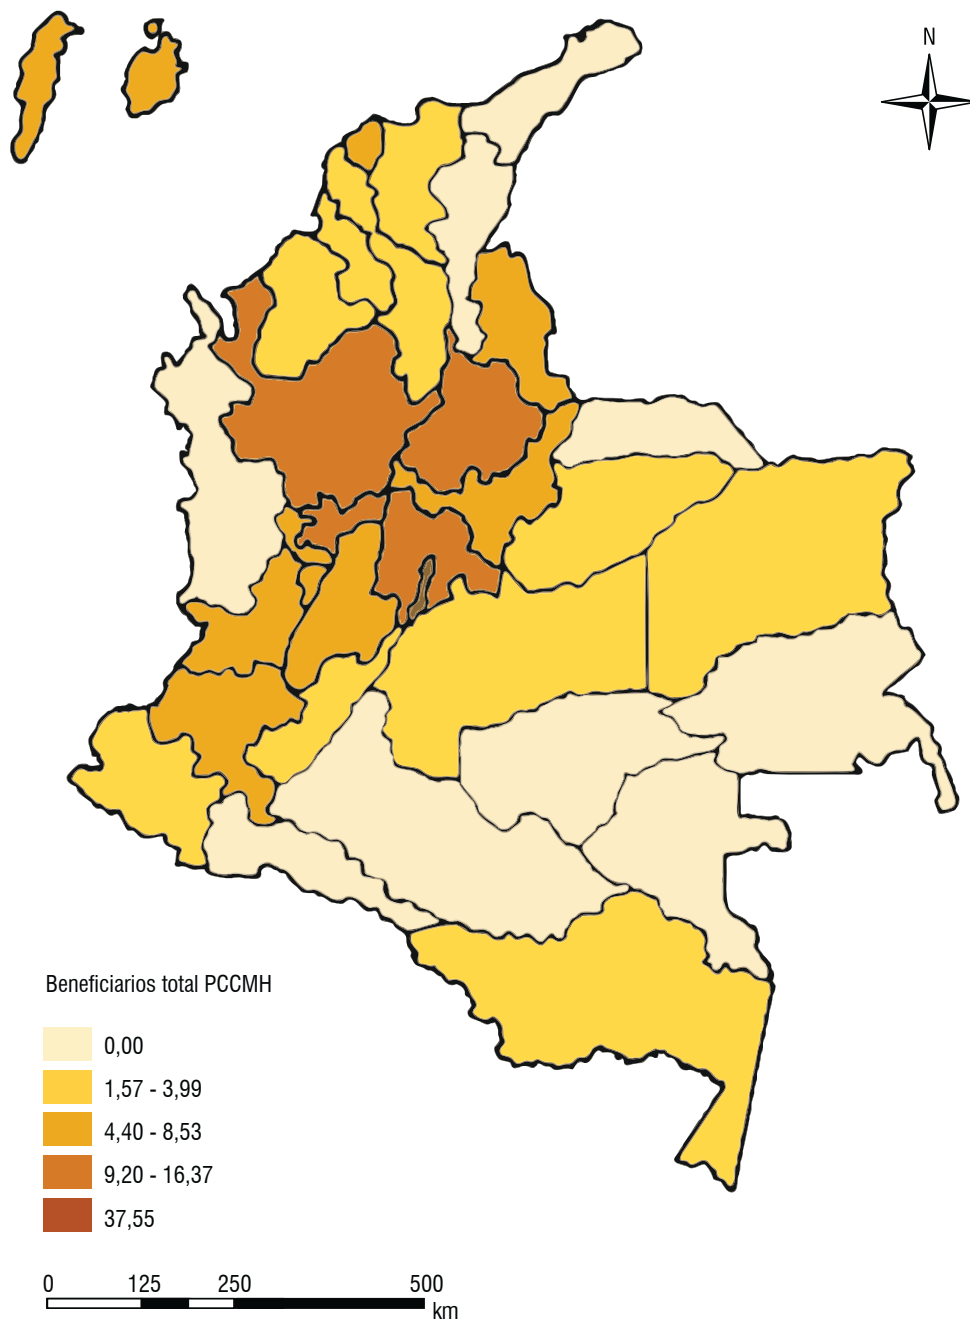 N
Beneficiarios total PCCMH
0,00
1,57 - 3,99
4,40 - 8,53
9,20 - 16,37
37,55
0 125 250 500
km